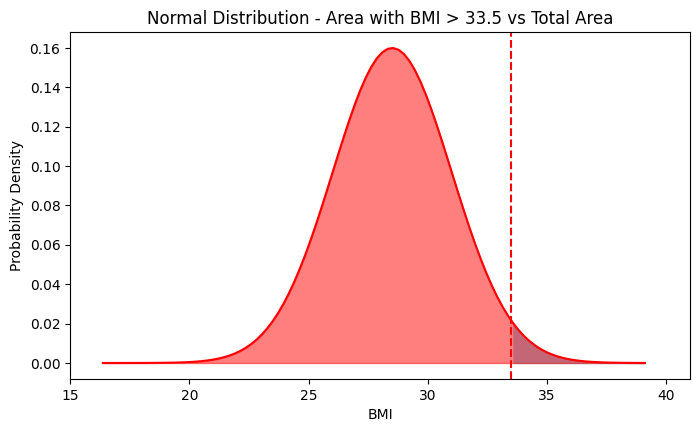 Normal Distribution - Area with BMI > 33.5 vs Total Area
0.16
0.14
0.12
0.10
0.08
0.06
0.04
0.02
0.00
Probability Density
15 20 25 30 35 40
BMI